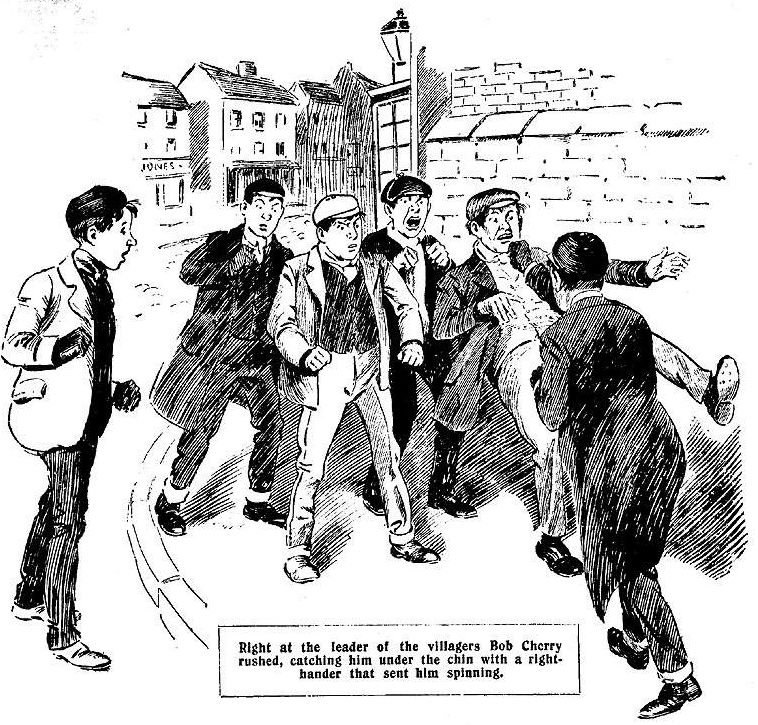 JONES
Right at the leader of the villagers Bob Cherry
rushed, catching him under the chin with a right-
hander that sent him spinning.